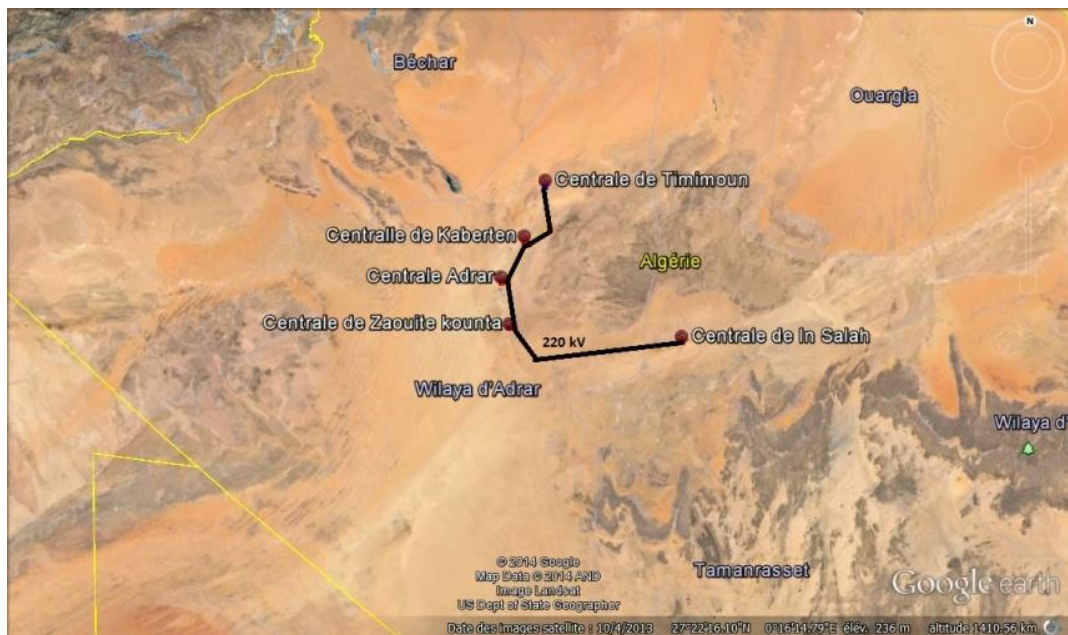 N
Béchar
Ouargla
Centrale de Timimoun
Centralle de Kaberten
Algérie
Centrale Adrar
Centrale de Zaouite kounta
220 kV
Centrale de In Salah
Wilaya d'Adrar
Wilaya d'
© 2014 Google
Map Data © 2014 AND
Image Landsat
US Dept of State Geographer
Tamanrasset
Google earth
Date des images satellite : 10/4/2013 27°22'16.10"N 0°16'14.79"E élév. 236 m altitude 1410.56 km